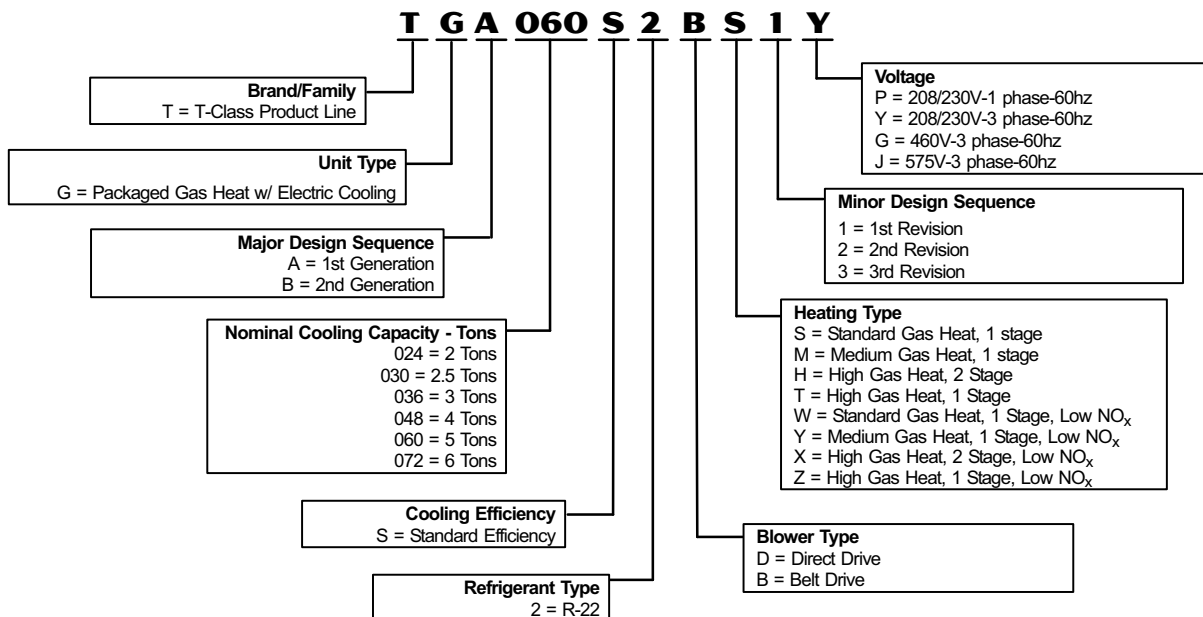 T G A 060 S 2 B S 1 Y
Brand/Family
T = T-Class Product Line
Unit Type
G = Packaged Gas Heat w/ Electric Cooling
Major Design Sequence
A = 1st Generation
B = 2nd Generation
Nominal Cooling Capacity - Tons
024 = 2 Tons
030 = 2.5 Tons
036 = 3 Tons
048 = 4 Tons
060 = 5 Tons
072 = 6 Tons
Cooling Efficiency
S = Standard Efficiency
Refrigerant Type
2 = R-22
Voltage
P = 208/230V-1 phase-60hz
Y = 208/230V-3 phase-60hz
G = 460V-3 phase-60hz
J = 575V-3 phase-60hz
Minor Design Sequence
1 = 1st Revision
2 = 2nd Revision
3 = 3rd Revision
Heating Type
S = Standard Gas Heat, 1 stage
M = Medium Gas Heat, 1 stage
H = High Gas Heat, 2 Stage
T = High Gas Heat, 1 Stage
W = Standard Gas Heat, 1 Stage, Low NOx
Y = Medium Gas Heat, 1 Stage, Low NOx
X = High Gas Heat, 2 Stage, Low NOx
Z = High Gas Heat, 1 Stage, Low NOx
Blower Type
D = Direct Drive
B = Belt Drive